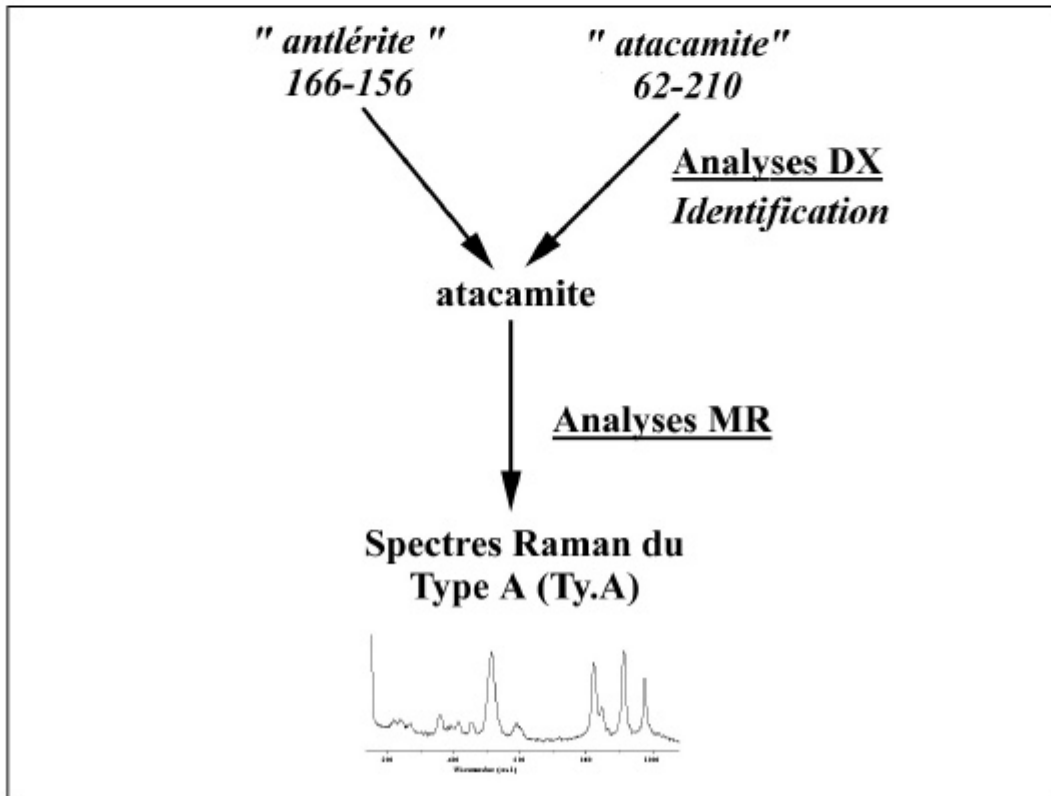 " antlérite "
166-156
" atacamite"
62-210
Analyses DX
Identification
atacamite
Analyses MR
Spectres Raman du
Type A (Ty.A)